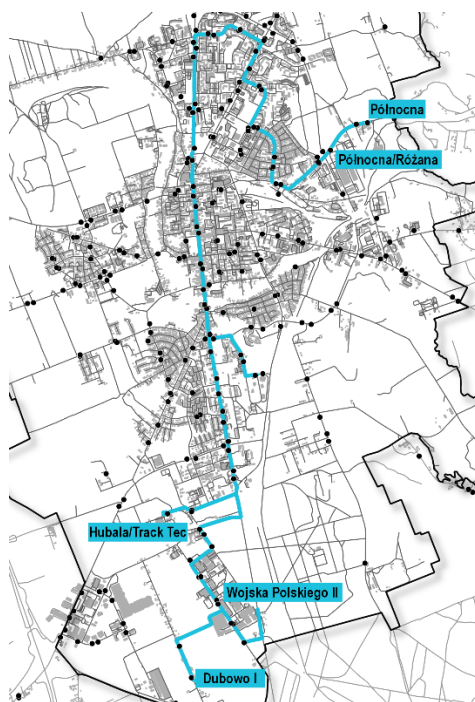 Północna
Północna/Różana
Hubala/Track Tec
Wojska Polskiego II
Dubowo I